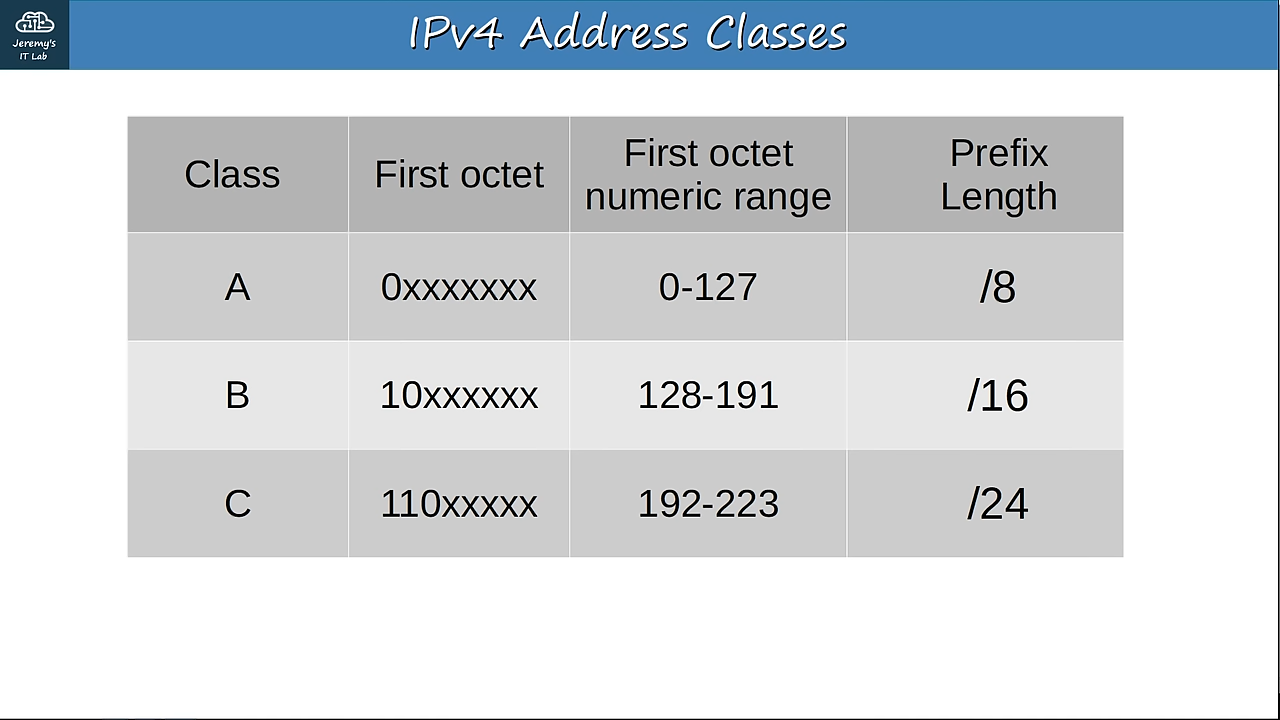 Jeremy's
IT Lab
IPv4 Address Classes
Class
First octet
First octet
numeric range
Prefix
Length
A
0xxxxxxx
0-127
/8
B
10xxxxxx
128-191
/16
C
110xxxxx
192-223
/24